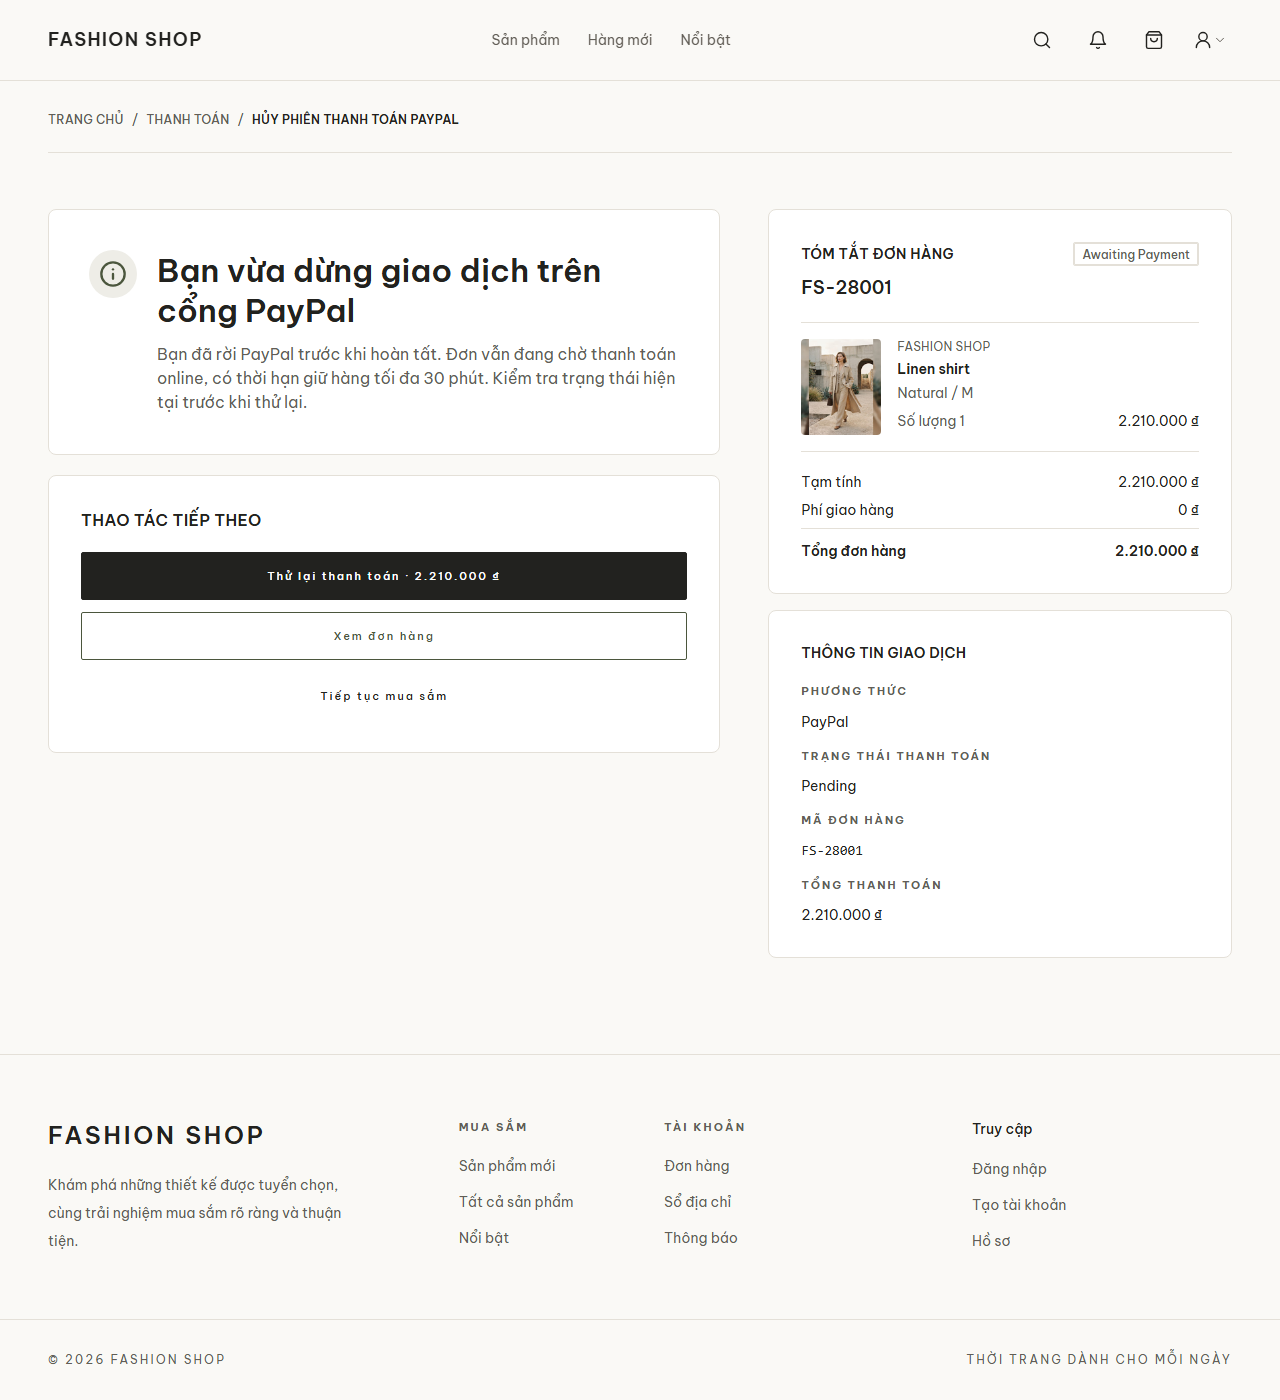 FASHION SHOP
Sản phẩm
Hàng mới
Nổi bật
TRANG CHỦ / THANH TOÁN / HỦY PHIÊN THANH TOÁN PAYPAL
Bạn vừa dừng giao dịch trên
cổng PayPal
Bạn đã rời PayPal trước khi hoàn tất. Đơn vẫn đang chờ thanh toán
online, có thời hạn giữ hàng tối đa 30 phút. Kiểm tra trạng thái hiện
tại trước khi thử lại.
THAO TÁC TIẾP THEO
Thử lại thanh toán · 2.210.000 ₫
Xem đơn hàng
Tiếp tục mua sắm
TÓM TẮT ĐƠN HÀNG
Awaiting Payment
FS-28001
FASHION SHOP
Linen shirt
Natural / M
Số lượng 1
2.210.000 ₫
Tạm tính
2.210.000 ₫
Phí giao hàng
0 ₫
Tổng đơn hàng
2.210.000 ₫
THÔNG TIN GIAO DỊCH
PHƯƠNG THỨC
PayPal
TRẠNG THÁI THANH TOÁN
Pending
MÃ ĐƠN HÀNG
FS-28001
TỔNG THANH TOÁN
2.210.000 ₫
FASHION SHOP
Khám phá những thiết kế được tuyển chọn,
cùng trải nghiệm mua sắm rõ ràng và thuận
tiện.
MUA SẮM
Sản phẩm mới
Tất cả sản phẩm
Nổi bật
TÀI KHOẢN
Đơn hàng
Sổ địa chỉ
Thông báo
Truy cập
Đăng nhập
Tạo tài khoản
Hồ sơ
© 2026 FASHION SHOP
THỜI TRANG DÀNH CHO MỖI NGÀY